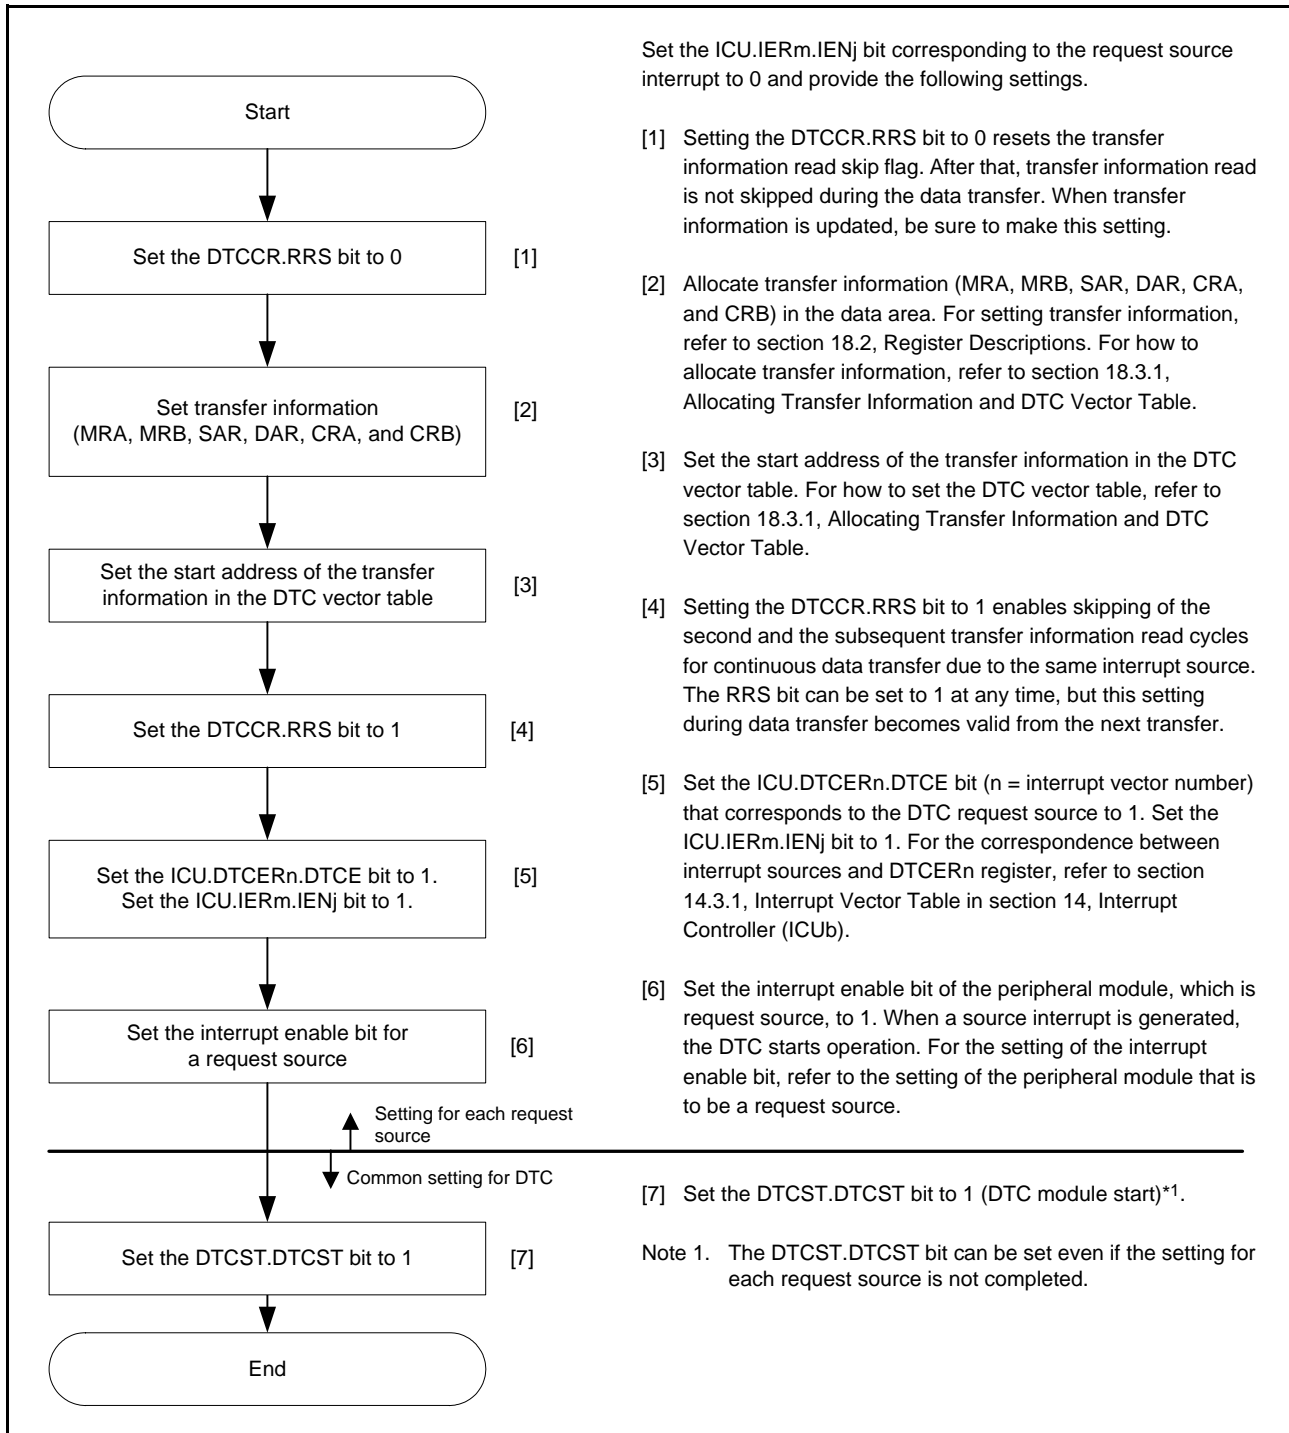 Start
Set the DTCCR.RRS bit to 0
[1]
Set transfer information
(MRA, MRB, SAR, DAR, CRA, and CRB)
[2]
Set the start address of the transfer
information in the DTC vector table
[3]
Set the DTCCR.RRS bit to 1
[4]
Set the ICU.DTCERn.DTCE bit to 1.
Set the ICU.IERm.IENj bit to 1.
[5]
Set the interrupt enable bit for
a request source
[6]
Setting for each request
source
Common setting for DTC
Set the DTCST.DTCST bit to 1
[7]
End
Set the ICU.IERm.IENj bit corresponding to the request source
interrupt to 0 and provide the following settings.
[1] Setting the DTCCR.RRS bit to 0 resets the transfer
information read skip flag. After that, transfer information read
is not skipped during the data transfer. When transfer
information is updated, be sure to make this setting.
[2] Allocate transfer information (MRA, MRB, SAR, DAR, CRA,
and CRB) in the data area. For setting transfer information,
refer to section 18.2, Register Descriptions. For how to
allocate transfer information, refer to section 18.3.1,
Allocating Transfer Information and DTC Vector Table.
[3] Set the start address of the transfer information in the DTC
vector table. For how to set the DTC vector table, refer to
section 18.3.1, Allocating Transfer Information and DTC
Vector Table.
[4] Setting the DTCCR.RRS bit to 1 enables skipping of the
second and the subsequent transfer information read cycles
for continuous data transfer due to the same interrupt source.
The RRS bit can be set to 1 at any time, but this setting
during data transfer becomes valid from the next transfer.
[5] Set the ICU.DTCERn.DTCE bit (n = interrupt vector number)
that corresponds to the DTC request source to 1. Set the
ICU.IERm.IENj bit to 1. For the correspondence between
interrupt sources and DTCERn register, refer to section
14.3.1, Interrupt Vector Table in section 14, Interrupt
Controller (ICUb).
[6] Set the interrupt enable bit of the peripheral module, which is
request source, to 1. When a source interrupt is generated,
the DTC starts operation. For the setting of the interrupt
enable bit, refer to the setting of the peripheral module that is
to be a request source.
[7] Set the DTCST.DTCST bit to 1 (DTC module start)*1.
Note 1. The DTCST.DTCST bit can be set even if the setting for
each request source is not completed.